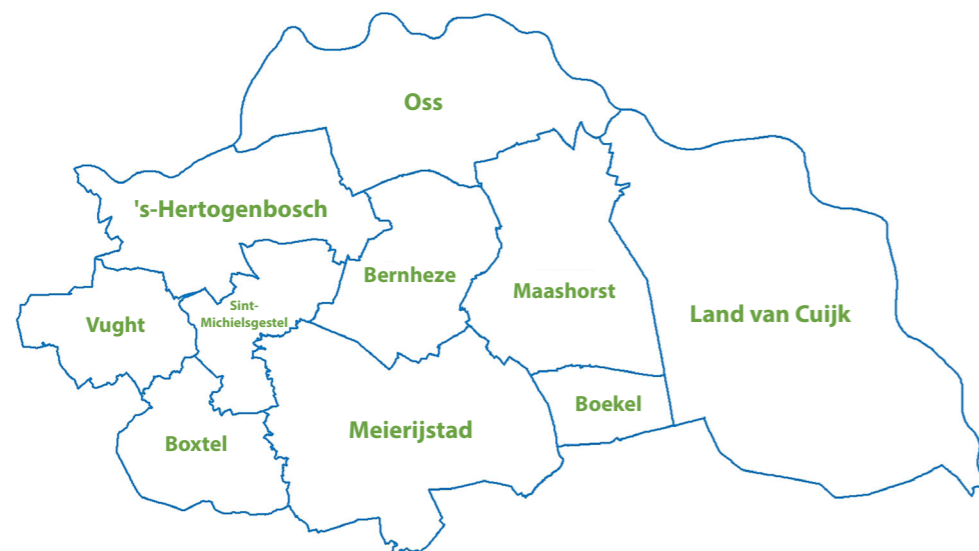 Oss
's-Hertogenbosch
Bernheze
Maashorst
Sint-
Michielsgestel
Vught
Land van Cuijk
Boekel
Meierijstad
Boxtel